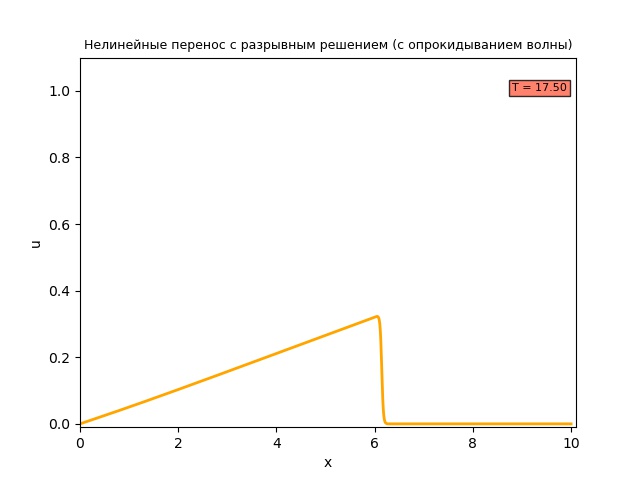 Нелинейные перенос с разрывным решением (с опрокидыванием волны)
T = 17.50
1.0
0.8
0.6
0.4
0.2
0.0
u
0 2 4 6 8 10
x